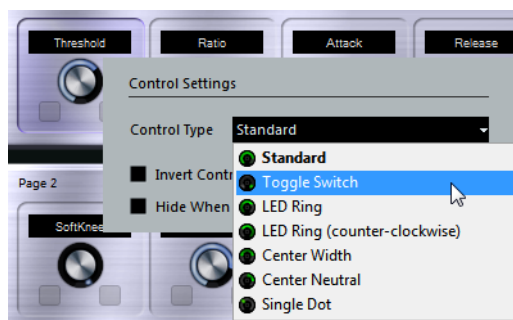 Threshold Ratio Attack Release
Control Settings
Control Type Standard
Standard
Page 2 Invert Contr Toggle Switch
Hide When LED Ring
SoftKnee LED Ring (counter-clockwise)
Center Width
Center Neutral
Single Dot